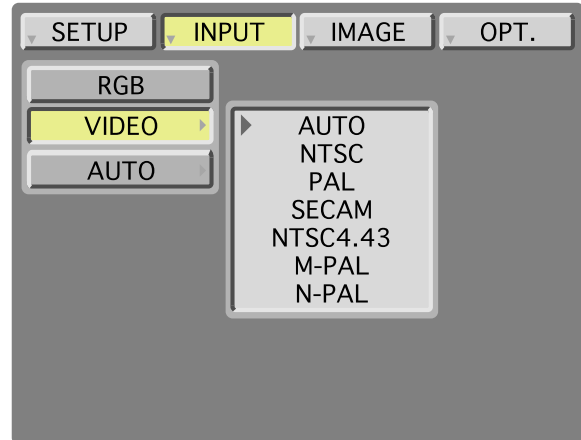 SETUP INPUT IMAGE OPT.
RGB
VIDEO
AUTO
AUTO
NTSC
PAL
SECAM
NTSC4.43
M-PAL
N-PAL